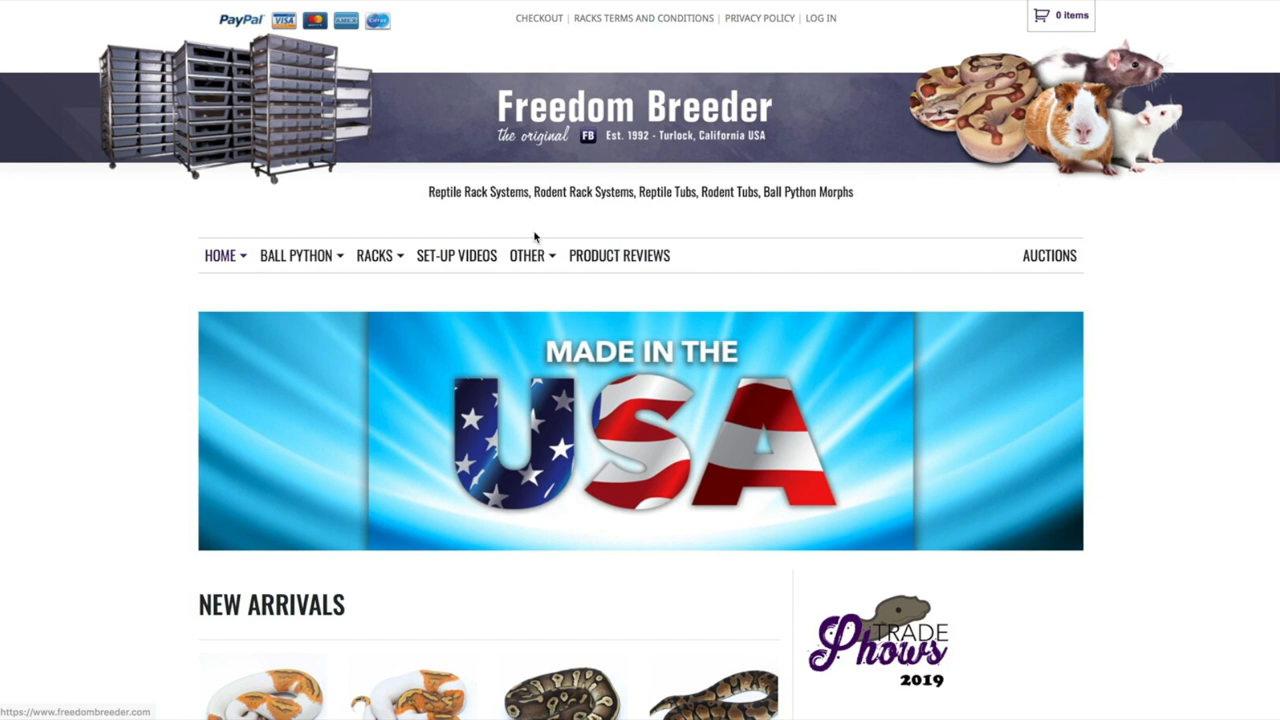 PayPal VISA MasterCard AMEX Cirrus
CHECKOUT | RACKS TERMS AND CONDITIONS | PRIVACY POLICY | LOG IN
0 items
Freedom Breeder
the original FB Est. 1992 - Turlock, California USA
Reptile Rack Systems, Rodent Rack Systems, Reptile Tubs, Rodent Tubs, Ball Python Morphs
HOME BALL PYTHON RACKS SET-UP VIDEOS OTHER PRODUCT REVIEWS AUCTIONS
MADE IN THE
USA
NEW ARRIVALS
TRADE
Phows
2019
https://www.freedombreeder.com